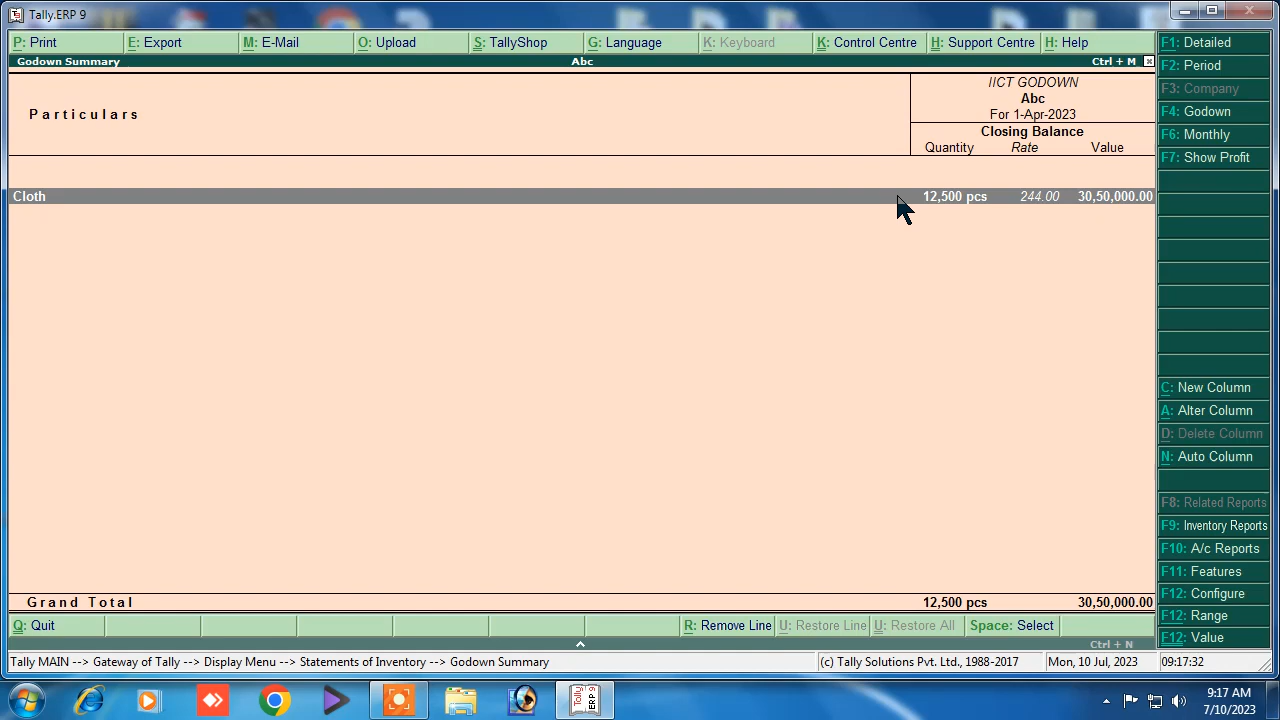 Tally.ERP 9
P: Print E: Export M: E-Mail O: Upload S: TallyShop G: Language K: Keyboard K: Control Centre H: Support Centre H: Help
Godown Summary Abc Ctrl + M
Particulars
IICT GODOWN
Abc
For 1-Apr-2023
Closing Balance
Quantity Rate Value
Cloth 12,500 pcs 244.00 30,50,000.00
Grand Total 12,500 pcs 30,50,000.00
F1: Detailed
F2: Period
F3: Company
F4: Godown
F6: Monthly
F7: Show Profit
C: New Column
A: Alter Column
D: Delete Column
N: Auto Column
F8: Related Reports
F9: Inventory Reports
F10: A/c Reports
F11: Features
F12: Configure
F12: Range
F12: Value
Q: Quit R: Remove Line U: Restore Line U: Restore All Space: Select
Ctrl + N
Tally MAIN --> Gateway of Tally --> Display Menu --> Statements of Inventory --> Godown Summary (c) Tally Solutions Pvt. Ltd., 1988-2017 Mon, 10 Jul, 2023 09:17:32
Tally ERP 9
9:17 AM
7/10/2023